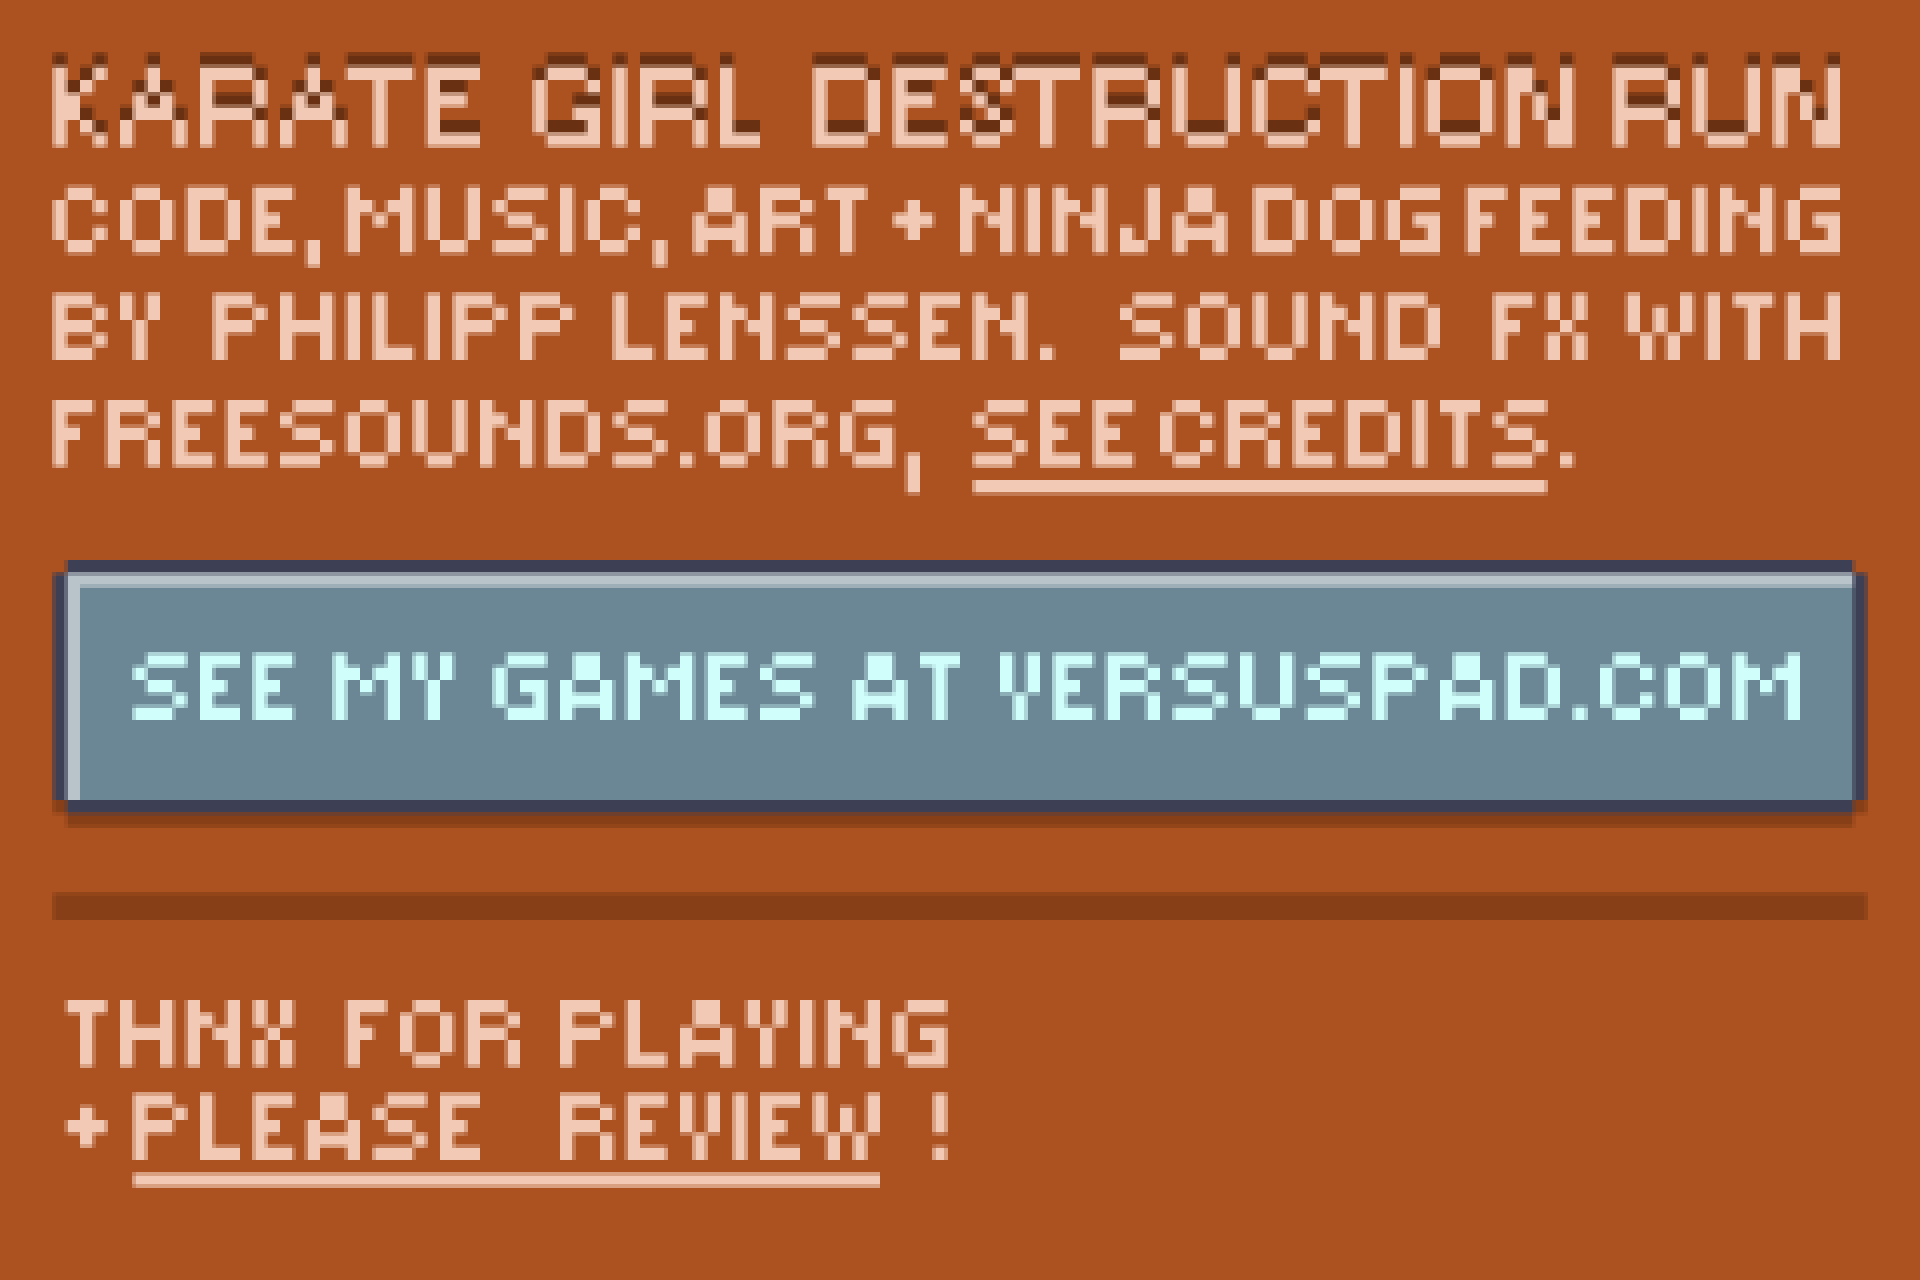 KARATE GIRL DESTRUCTION RUN
CODE, MUSIC, ART + NINJA DOG FEEDING
BY PHILIPP LENSSEN. SOUND FX WITH
FREESOUNDS.ORG, SEE CREDITS.
SEE MY GAMES AT VERSUSPAD.COM
THNX FOR PLAYING
+ PLEASE REVIEW !